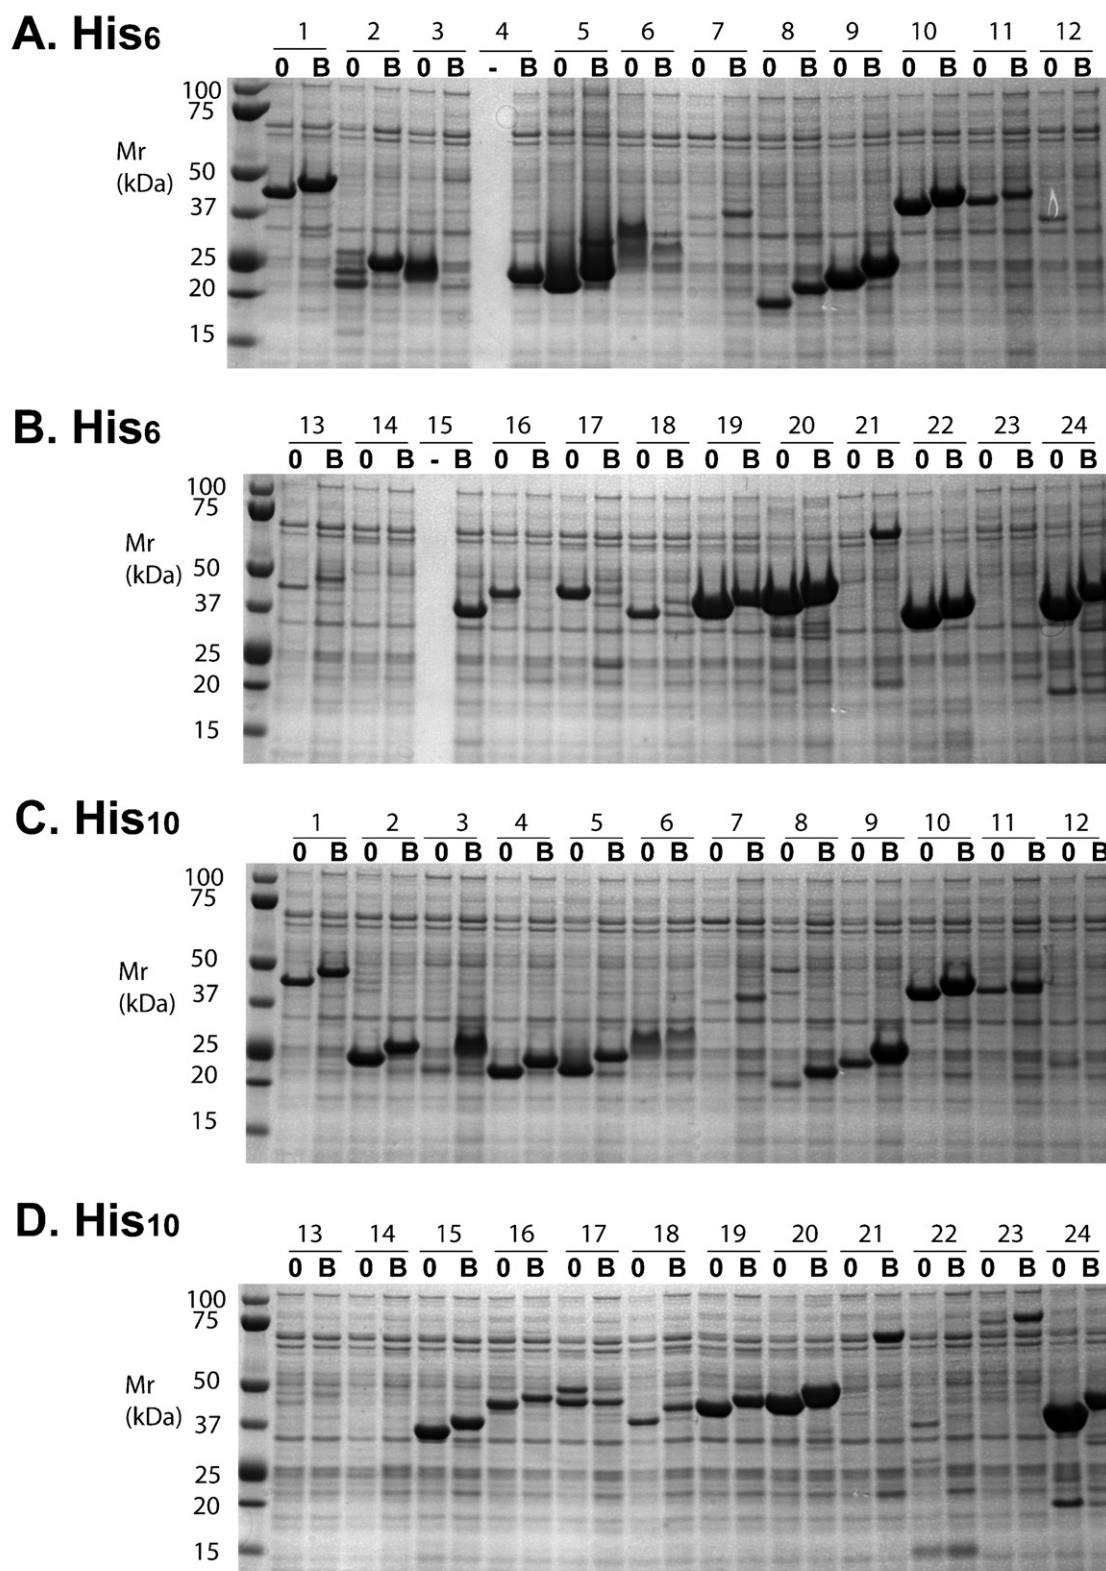 A. His6
1 2 3 4 5 6 7 8 9 10 11 12
0 B 0 B 0 B - B 0 B 0 B 0 B 0 B 0 B 0 B 0 B 0 B
100
75
Mr
(kDa)
50
37
25
20
15
B. His6
13 14 15 16 17 18 19 20 21 22 23 24
0 B 0 B - B 0 B 0 B 0 B 0 B 0 B 0 B 0 B 0 B 0 B
100
75
Mr
(kDa)
50
37
25
20
15
C. His10
1 2 3 4 5 6 7 8 9 10 11 12
0 B 0 B 0 B 0 B 0 B 0 B 0 B 0 B 0 B 0 B 0 B 0 B
100
75
50
Mr
(kDa)
37
25
20
15
D. His10
13 14 15 16 17 18 19 20 21 22 23 24
0 B 0 B 0 B 0 B 0 B 0 B 0 B 0 B 0 B 0 B 0 B 0 B
100
75
50
Mr
(kDa)
37
25
20
15